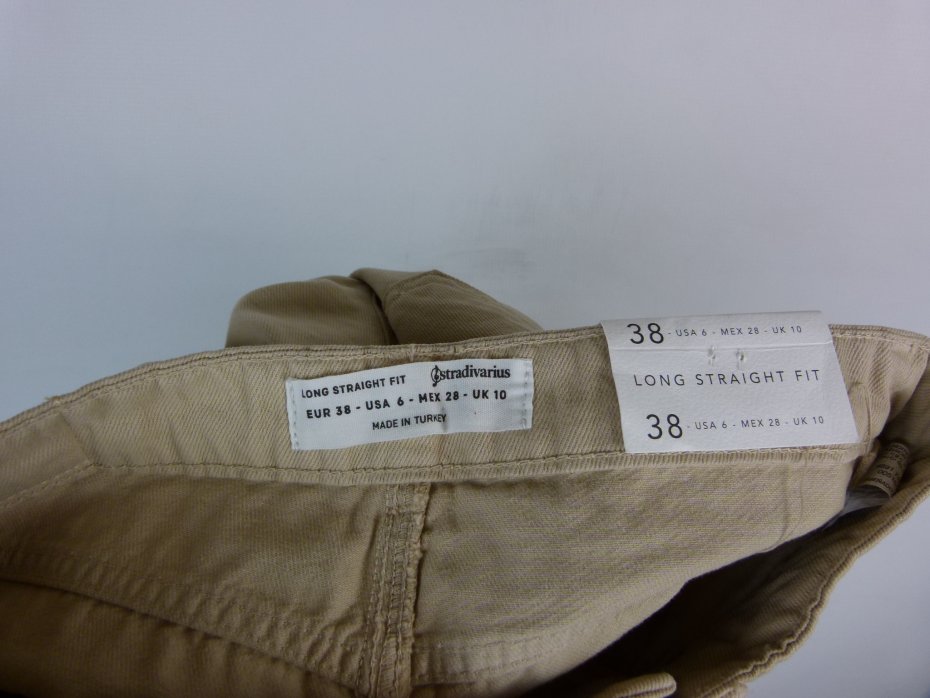 LONG STRAIGHT FIT stradivarius
EUR 38 - USA 6 - MEX 28 - UK 10
MADE IN TURKEY
38 - USA 6 - MEX 28 - UK 10
LONG STRAIGHT FIT
38 - USA 6 - MEX 28 - UK 10